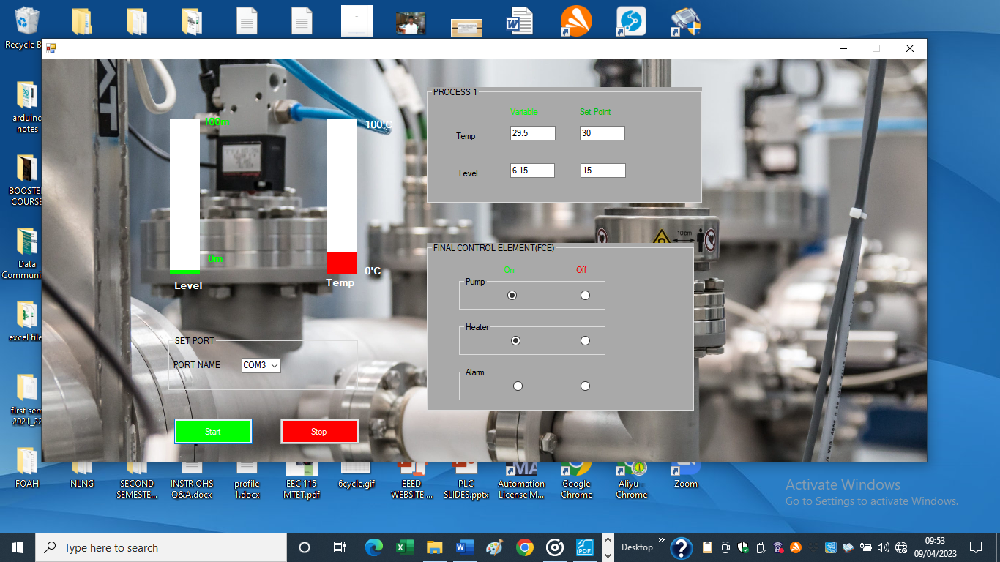 Recycle B
arduino
notes
BOOSTE
COURSE
Data
Communi
excel file
first sem
2021_22
FOAH
NLNG
SECOND
SEMESTE...
INSTR OHS
Q&A.docx
profile
1.docx
EEC 115
MTET.pdf
6cycle.gif
EEED
WEBSITE ...
PLC
SLIDES.pptx
Automation
License M...
Google
Chrome
Aliyu -
Chrome
Zoom
100m
0m
Level
100'C
0'C
Temp
SET PORT
PORT NAME COM3
Start Stop
PROCESS 1
Variable Set Point
Temp 29.5 30
Level 6.15 15
10cm
FINAL CONTROL ELEMENT(FCE)
On Off
Pump
Heater
Alarm
Activate Windows
Go to Settings to activate Windows.
Type here to search
PDF
Desktop
09:53
09/04/2023